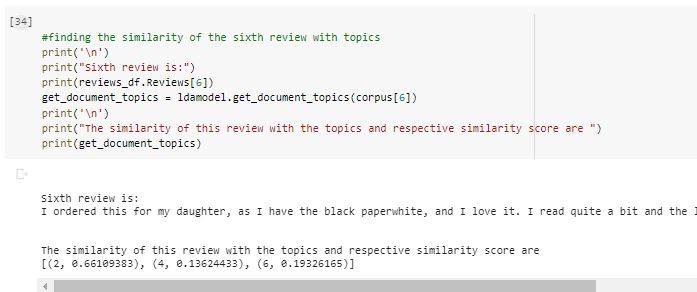 [34]
#finding the similarity of the sixth review with topics
print('\n')
print("Sixth review is:")
print(reviews_df.Reviews[6])
get_document_topics = ldamodel.get_document_topics(corpus[6])
print('\n')
print("The similarity of this review with the topics and respective similarity score are ")
print(get_document_topics)
Sixth review is:
I ordered this for my daughter, as I have the black paperwhite, and I love it. I read quite a bit and the
The similarity of this review with the topics and respective similarity score are
[(2, 0.66109383), (4, 0.13624433), (6, 0.19326165)]